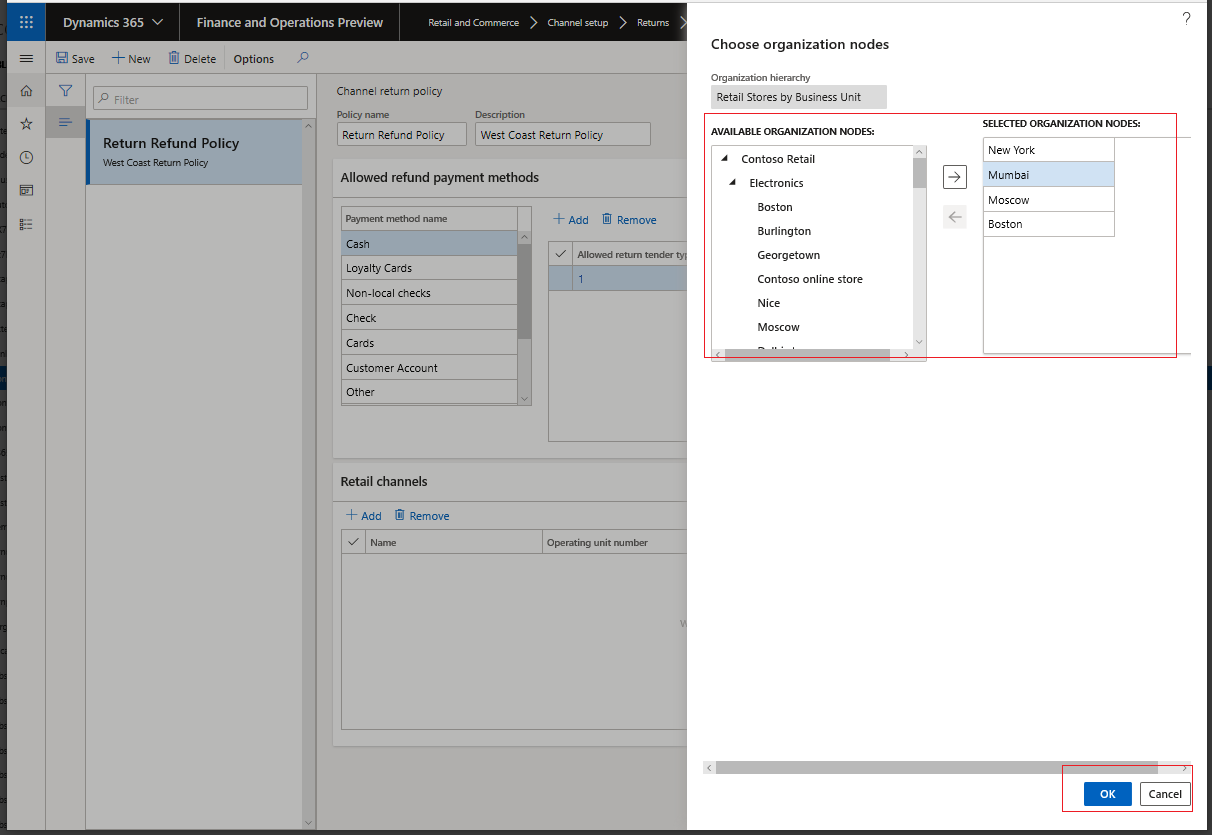 Dynamics 365
Finance and Operations Preview
Retail and Commerce
Channel setup
Returns
?
Save
New
Delete
Options
Filter
Return Refund Policy
West Coast Return Policy
Channel return policy
Policy name
Description
Return Refund Policy
West Coast Return Policy
Allowed refund payment methods
Payment method name
Cash
Loyalty Cards
Non-local checks
Check
Cards
Customer Account
Other
Add
Remove
Allowed return tender
1
Retail channels
Add
Remove
Name
Operating unit number
Choose organization nodes
Organization hierarchy
Retail Stores by Business Unit
AVAILABLE ORGANIZATION NODES:
Contoso Retail
Electronics
Boston
Burlington
Georgetown
Contoso online store
Nice
Moscow
SELECTED ORGANIZATION NODES:
New York
Mumbai
Moscow
Boston
OK
Cancel